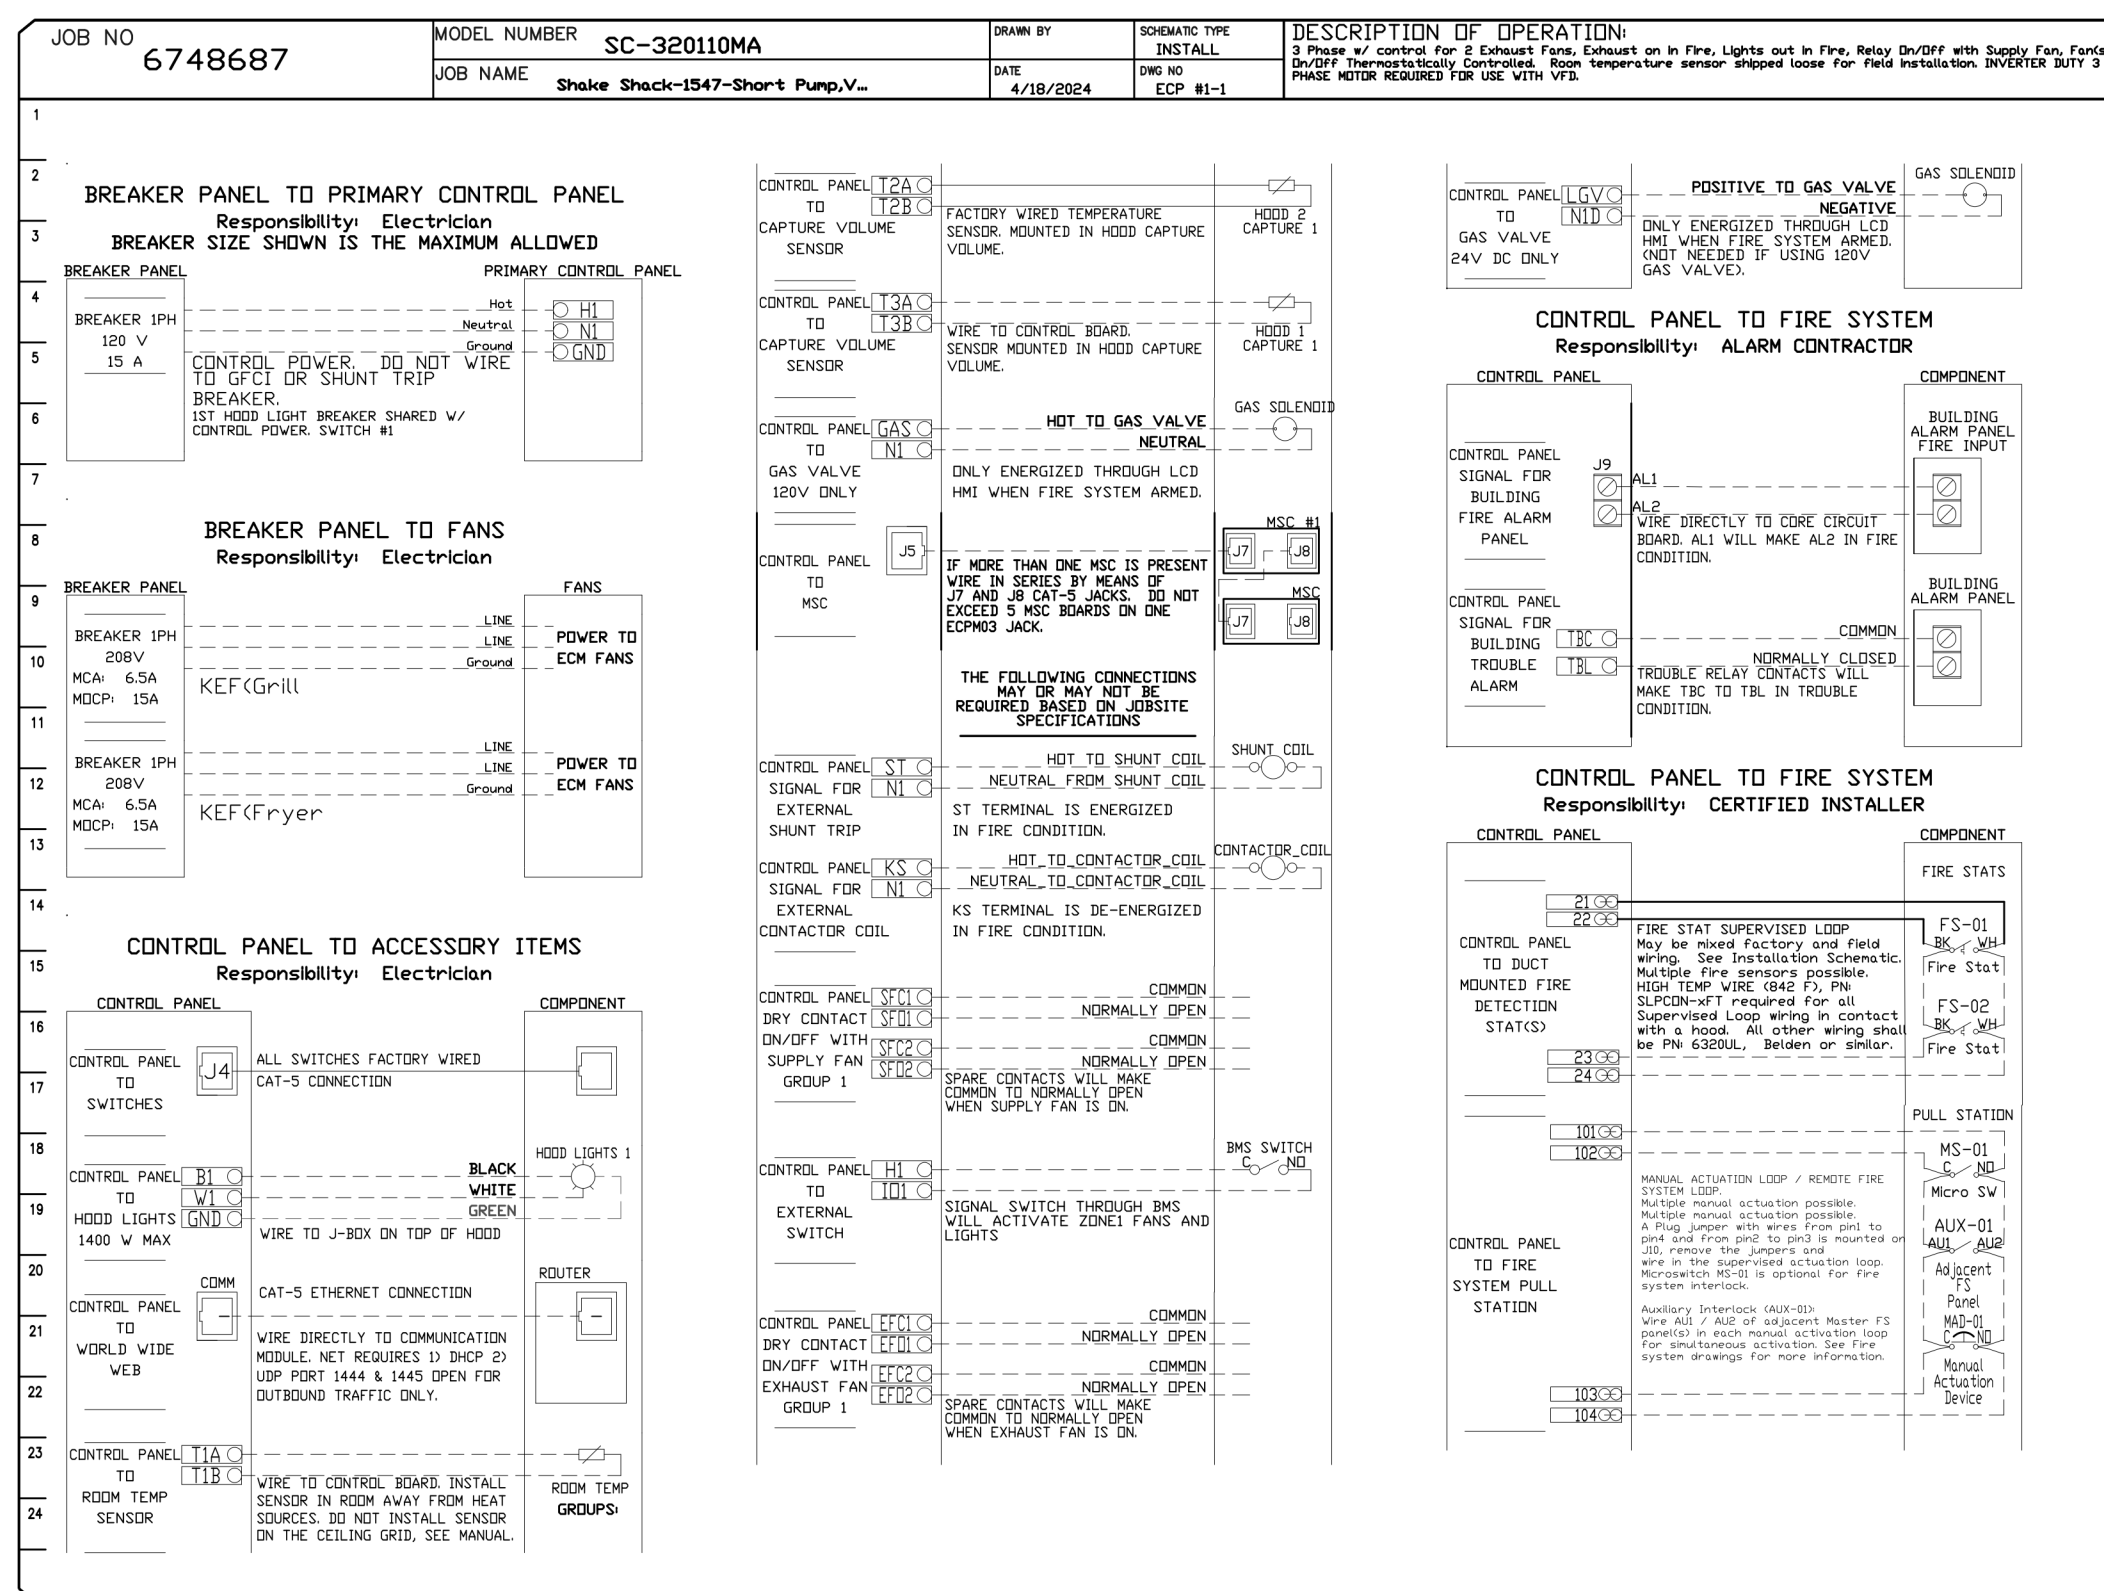 JOB NO
6748687
MODEL NUMBER SC-320110MA
JOB NAME
Shake Shack-1547-Short Pump,V...
DRAWN BY
DATE
4/18/2024
SCHEMATIC TYPE
INSTALL
DWG NO
ECP #1-1
DESCRIPTION OF OPERATION:
3 Phase w/ control for 2 Exhaust Fans, Exhaust on in Fire, Lights out in Fire, Relay On/Off with Supply Fan, Fan(s
On/Off Thermostatically Controlled. Room temperature sensor shipped loose for field installation. INVERTER DUTY 3
PHASE MOTOR REQUIRED FOR USE WITH VFD.
1
2
3
4
5
6
7
8
9
10
11
12
13
14
15
16
17
18
19
20
21
22
23
24
BREAKER PANEL TO PRIMARY CONTROL PANEL
Responsibility: Electrician
BREAKER SIZE SHOWN IS THE MAXIMUM ALLOWED
BREAKER PANEL
PRIMARY CONTROL PANEL
BREAKER 1PH
120 V
15 A
Hot
Neutral
Ground
H1
N1
GND
CONTROL POWER. DO NOT WIRE
TO GFCI OR SHUNT TRIP
BREAKER.
1ST HOOD LIGHT BREAKER SHARED W/
CONTROL POWER. SWITCH #1
BREAKER PANEL TO FANS
Responsibility: Electrician
BREAKER PANEL
FANS
BREAKER 1PH
208V
MCA: 6.5A
MOCP: 15A
LINE
LINE
Ground
KEF(Grill
POWER TO
ECM FANS
BREAKER 1PH
208V
MCA: 6.5A
MOCP: 15A
LINE
LINE
Ground
KEF(Fryer
POWER TO
ECM FANS
CONTROL PANEL TO ACCESSORY ITEMS
Responsibility: Electrician
CONTROL PANEL
COMPONENT
CONTROL PANEL
TO
SWITCHES
J4
ALL SWITCHES FACTORY WIRED
CAT-5 CONNECTION
CONTROL PANEL
TO
HOOD LIGHTS
1400 W MAX
B1
W1
GND
BLACK
WHITE
GREEN
WIRE TO J-BOX ON TOP OF HOOD
HOOD LIGHTS 1
CONTROL PANEL
TO
WORLD WIDE
WEB
COMM
CAT-5 ETHERNET CONNECTION
WIRE DIRECTLY TO COMMUNICATION
MODULE. NET REQUIRES 1) DHCP 2)
UDP PORT 1444 & 1445 OPEN FOR
OUTBOUND TRAFFIC ONLY.
ROUTER
CONTROL PANEL
TO
ROOM TEMP
SENSOR
T1A
T1B
WIRE TO CONTROL BOARD. INSTALL
SENSOR IN ROOM AWAY FROM HEAT
SOURCES. DO NOT INSTALL SENSOR
ON THE CEILING GRID, SEE MANUAL.
ROOM TEMP
GROUPS:
CONTROL PANEL
TO
CAPTURE VOLUME
SENSOR
T2A
T2B
FACTORY WIRED TEMPERATURE
SENSOR. MOUNTED IN HOOD CAPTURE
VOLUME.
HOOD 2
CAPTURE 1
CONTROL PANEL
TO
CAPTURE VOLUME
SENSOR
T3A
T3B
WIRE TO CONTROL BOARD.
SENSOR MOUNTED IN HOOD CAPTURE
VOLUME.
HOOD 1
CAPTURE 1
CONTROL PANEL
TO
GAS VALVE
120V ONLY
GAS
N1
HOT TO GAS VALVE
NEUTRAL
ONLY ENERGIZED THROUGH LCD
HMI WHEN FIRE SYSTEM ARMED.
GAS SOLENOID
CONTROL PANEL
TO
MSC
J5
IF MORE THAN ONE MSC IS PRESENT
WIRE IN SERIES BY MEANS OF
J7 AND J8 CAT-5 JACKS. DO NOT
EXCEED 5 MSC BOARDS ON ONE
ECPM03 JACK.
MSC #1
J7
J8
MSC
J7
J8
THE FOLLOWING CONNECTIONS
MAY OR MAY NOT BE
REQUIRED BASED ON JOBSITE
SPECIFICATIONS
CONTROL PANEL
SIGNAL FOR
EXTERNAL
SHUNT TRIP
ST
N1
HOT TO SHUNT COIL
NEUTRAL FROM SHUNT COIL
ST TERMINAL IS ENERGIZED
IN FIRE CONDITION.
SHUNT COIL
CONTROL PANEL
SIGNAL FOR
EXTERNAL
CONTACTOR COIL
KS
N1
HOT_TO_CONTACTOR_COIL
NEUTRAL_TO_CONTACTOR_COIL
KS TERMINAL IS DE-ENERGIZED
IN FIRE CONDITION.
CONTACTOR_COIL
CONTROL PANEL
DRY CONTACT
ON/OFF WITH
SUPPLY FAN
GROUP 1
SFC1
SFO1
SFC2
SFO2
COMMON
NORMALLY OPEN
COMMON
NORMALLY OPEN
SPARE CONTACTS WILL MAKE
COMMON TO NORMALLY OPEN
WHEN SUPPLY FAN IS ON.
CONTROL PANEL
TO
EXTERNAL
SWITCH
H1
IO1
SIGNAL SWITCH THROUGH BMS
WILL ACTIVATE ZONE1 FANS AND
LIGHTS
BMS SWITCH
C NO
CONTROL PANEL
DRY CONTACT
ON/OFF WITH
EXHAUST FAN
GROUP 1
EFC1
EFO1
EFC2
EFO2
COMMON
NORMALLY OPEN
COMMON
NORMALLY OPEN
SPARE CONTACTS WILL MAKE
COMMON TO NORMALLY OPEN
WHEN EXHAUST FAN IS ON.
CONTROL PANEL
TO
GAS VALVE
24V DC ONLY
LGV
N1D
POSITIVE TO GAS VALVE
NEGATIVE
ONLY ENERGIZED THROUGH LCD
HMI WHEN FIRE SYSTEM ARMED.
(NOT NEEDED IF USING 120V
GAS VALVE).
GAS SOLENOID
CONTROL PANEL TO FIRE SYSTEM
Responsibility: ALARM CONTRACTOR
CONTROL PANEL
COMPONENT
CONTROL PANEL
SIGNAL FOR
BUILDING
FIRE ALARM
PANEL
J9
AL1
AL2
WIRE DIRECTLY TO CORE CIRCUIT
BOARD. AL1 WILL MAKE AL2 IN FIRE
CONDITION.
BUILDING
ALARM PANEL
FIRE INPUT
CONTROL PANEL
SIGNAL FOR
BUILDING
TROUBLE
ALARM
TBC
TBL
COMMON
NORMALLY CLOSED
TROUBLE RELAY CONTACTS WILL
MAKE TBC TO TBL IN TROUBLE
CONDITION.
BUILDING
ALARM PANEL
CONTROL PANEL TO FIRE SYSTEM
Responsibility: CERTIFIED INSTALLER
CONTROL PANEL
COMPONENT
CONTROL PANEL
TO DUCT
MOUNTED FIRE
DETECTION
STAT(S)
21
22
23
24
FIRE STAT SUPERVISED LOOP
May be mixed factory and field
wiring. See Installation Schematic.
Multiple fire sensors possible.
HIGH TEMP WIRE (842 F), PN:
SLPCON-xFT required for all
Supervised Loop wiring in contact
with a hood. All other wiring shall
be PN: 6320UL, Belden or similar.
FIRE STATS
FS-01
BK WH
Fire Stat
FS-02
BK WH
Fire Stat
CONTROL PANEL
TO FIRE
SYSTEM PULL
STATION
101
102
103
104
MANUAL ACTUATION LOOP / REMOTE FIRE
SYSTEM LOOP.
Multiple manual actuation possible.
Multiple manual actuation possible.
A Plug jumper with wires from pin1 to
pin4 and from pin2 to pin3 is mounted on
J10, remove the jumpers and
wire in the supervised actuation loop.
Microswitch MS-01 is optional for fire
system interlock.
Auxiliary Interlock (AUX-01):
Wire AU1 / AU2 of adjacent Master FS
panel(s) in each manual activation loop
for simultaneous activation. See Fire
system drawings for more information.
PULL STATION
MS-01
C NO
Micro SW
AUX-01
AU1 AU2
Adjacent
FS
Panel
MAD-01
C NO
Manual
Actuation
Device